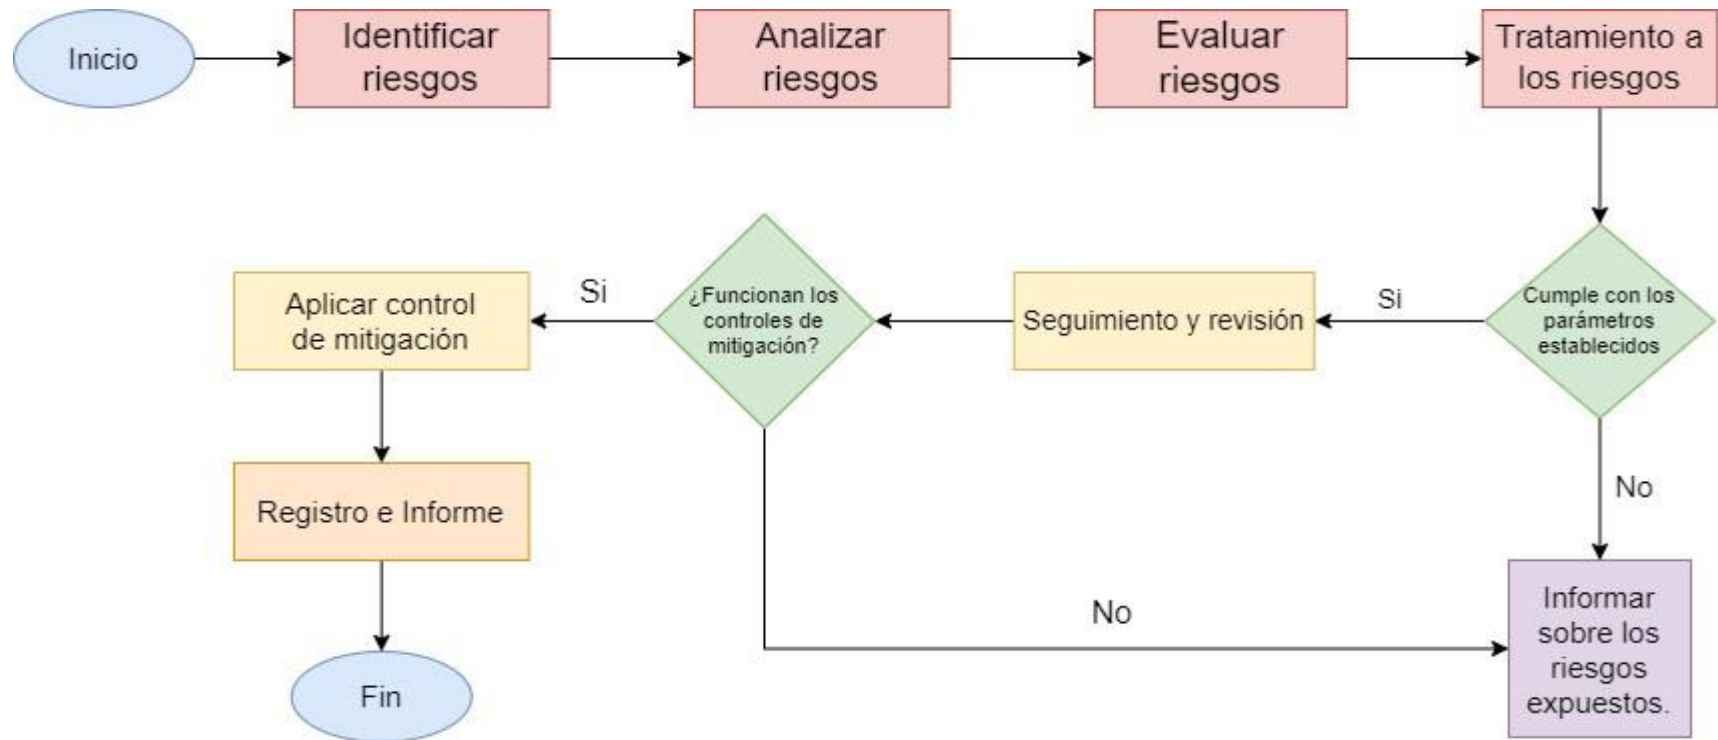 Inicio
Identificar
riesgos
Analizar
riesgos
Evaluar
riesgos
Tratamiento a
los riesgos
Aplicar control
de mitigación
Si
¿Funcionan los
controles de
mitigación?
Seguimiento y revisión
Si
Cumple con los
parámetros
establecidos
No
Registro e Informe
No
Informar
sobre los
riesgos
expuestos.
Fin